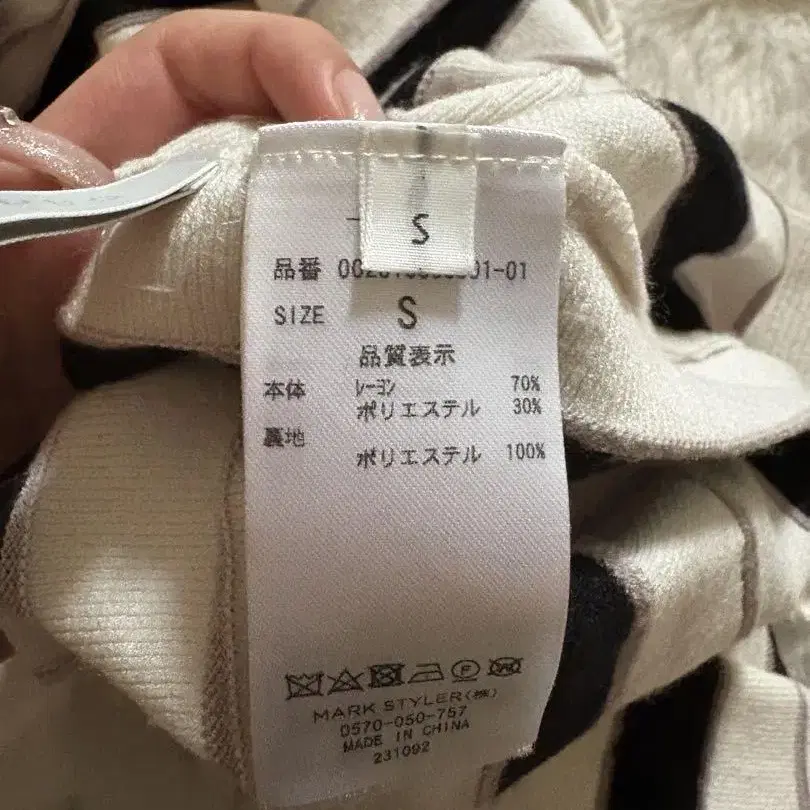 S
品番
01-01
SIZE S
品質表示
本体 レーヨン 70%
ポリエステル 30%
裏地
ポリエステル 100%
MARK STYLER(株)
0570-050-757
MADE IN CHINA
231092